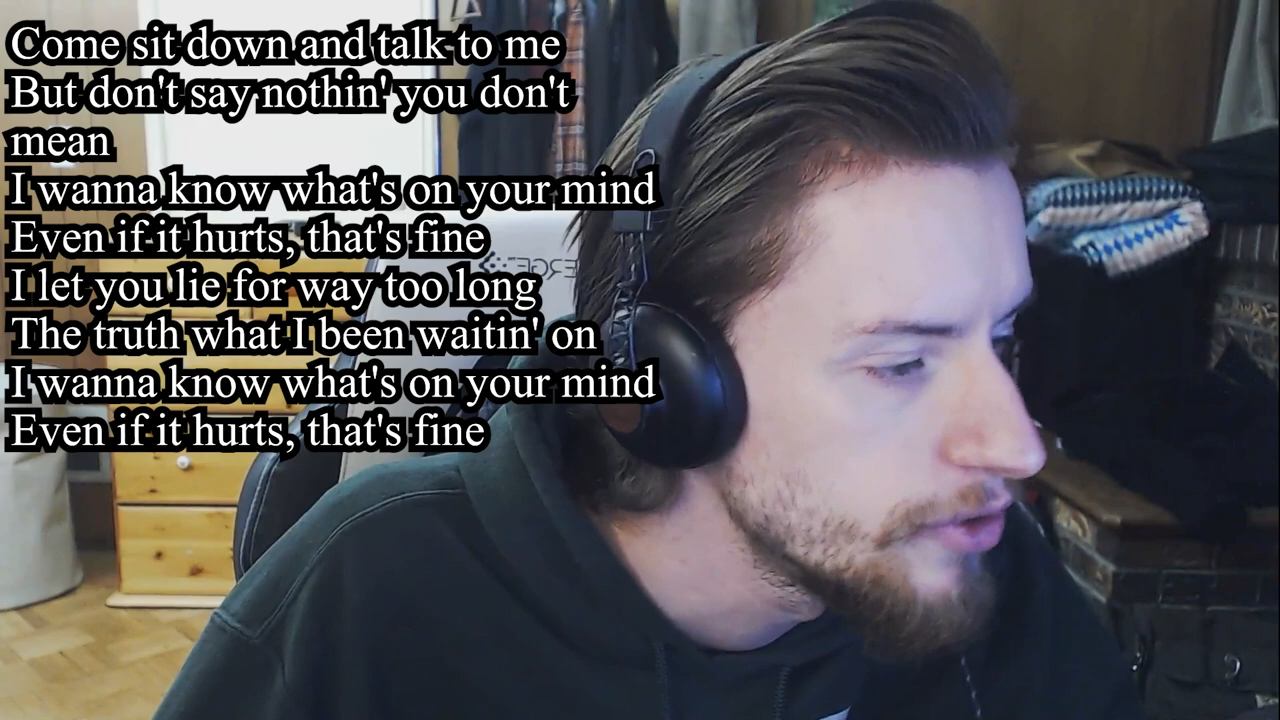 Come sit down and talk to me
But don't say nothin' you don't
mean
I wanna know what's on your mind
Even if it hurts, that's fine
I let you lie for way too long
The truth what I been waitin' on
I wanna know what's on your mind
Even if it hurts, that's fine